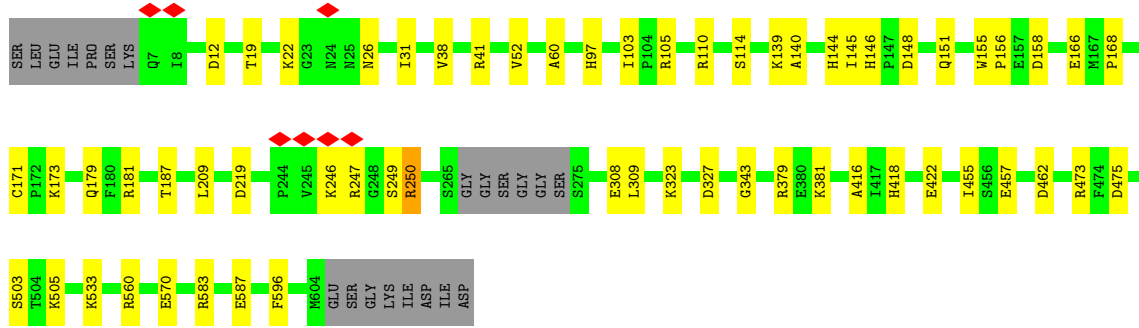 SER LEU GLU ILE PRO SER LYS Q7 I8 D12 T19 K22 G23 N24 N25 N26 I31 V38 R41 V52 A60 H97 I103 P104 R105 R110 S114 K139 A140 H144 I145 H146 P147 D148 Q151 W155 P156 E157 D158 E166 M167 P168
C171 P172 K173 Q179 F180 R181 T187 L209 D219 P244 V245 K246 R247 G248 S249 R250 S265 GLY GLY SER GLY GLY SER S275 E308 L309 K323 D327 G343 R379 E380 K381 A416 I417 H418 E422 I455 S456 E457 D462 R473 F474 D475
S503 T504 K505 K533 R560 E570 R583 E587 F596 M604 GLU SER GLY LYS ILE ASP ILE ASP